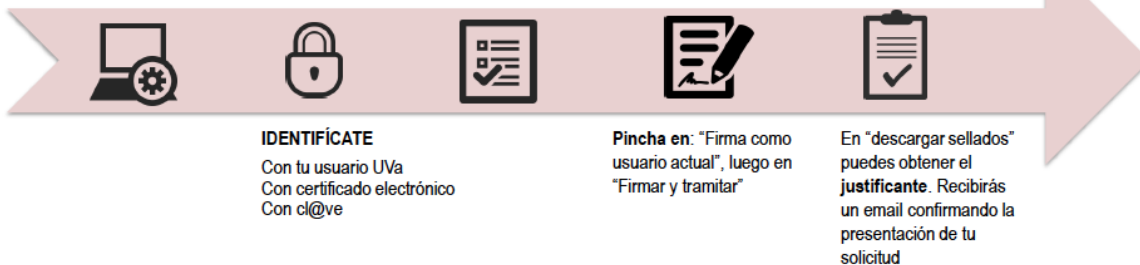 IDENTIFÍCATE
Con tu usuario UVa
Con certificado electrónico
Con cl@ve
Pincha en: “Firma como
usuario actual”, luego en
“Firmar y tramitar”
En “descargar sellados”
puedes obtener el
justificante. Recibirás
un email confirmando la
presentación de tu
solicitud